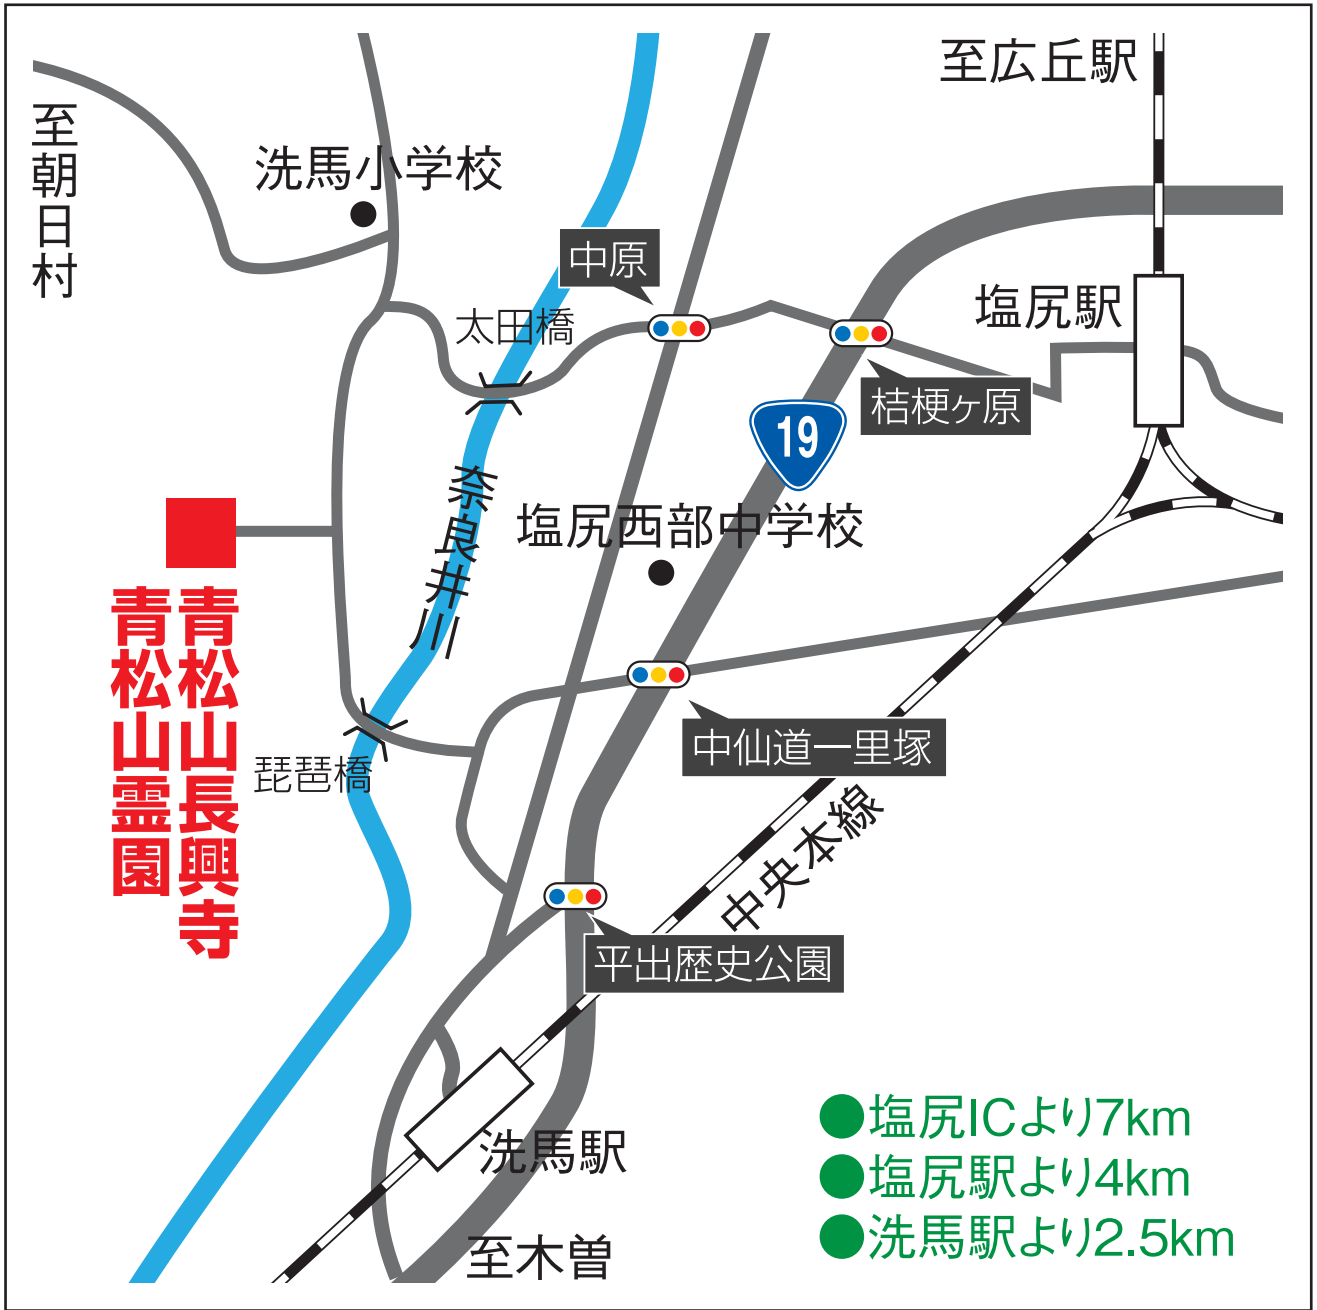 至広丘駅
至朝日村
洗馬小学校
中原
太田橋
塩尻駅
桔梗ヶ原
19
奈良井川
塩尻西部中学校
青松山長興寺
青松山霊園
中仙道一里塚
琵琶橋
中央本線
平出歴史公園
洗馬駅
至木曽
●塩尻ICより7km
●塩尻駅より4km
●洗馬駅より2.5km